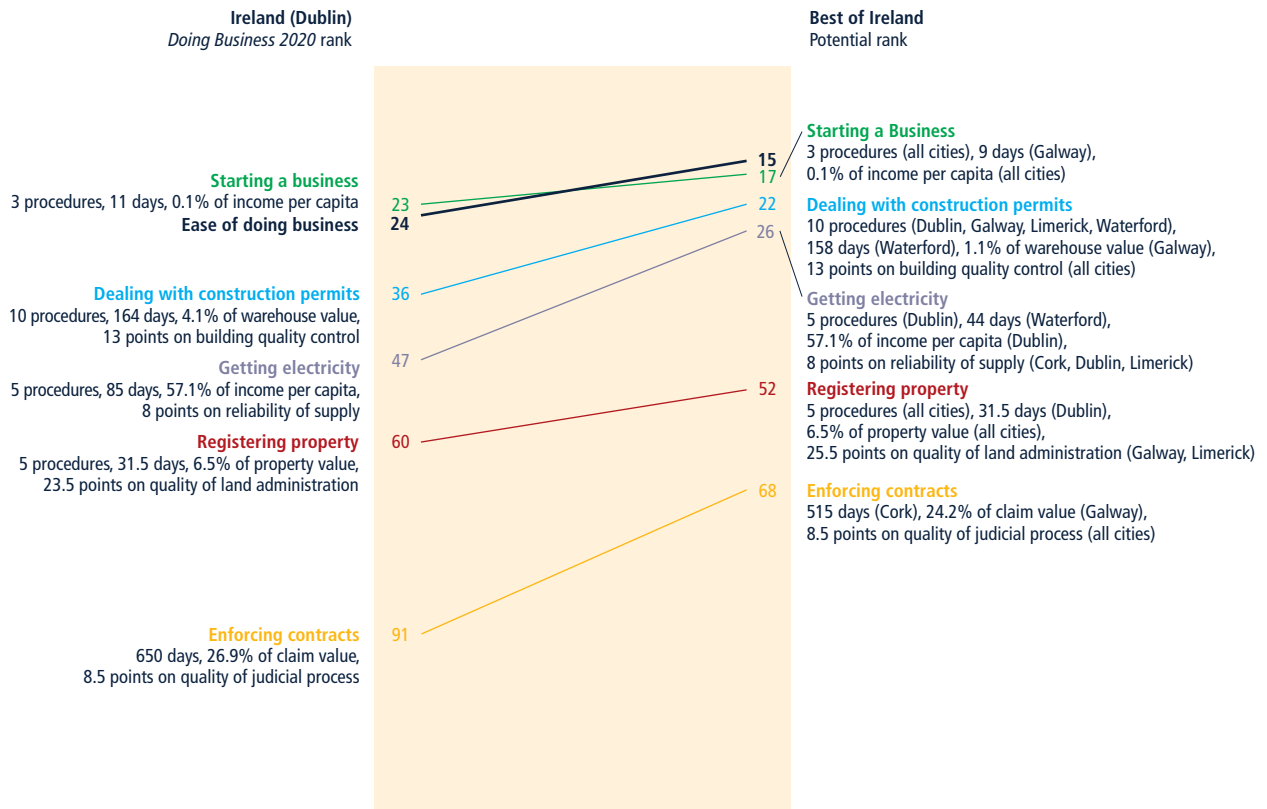 Ireland (Dublin)
Doing Business 2020 rank
Best of Ireland
Potential rank
Starting a business
3 procedures, 11 days, 0.1% of income per capita
23
Ease of doing business
24
Dealing with construction permits
36
10 procedures, 164 days, 4.1% of warehouse value,
13 points on building quality control
Getting electricity
47
5 procedures, 85 days, 57.1% of income per capita,
8 points on reliability of supply
Registering property
60
5 procedures, 31.5 days, 6.5% of property value,
23.5 points on quality of land administration
Enforcing contracts
91
650 days, 26.9% of claim value,
8.5 points on quality of judicial process
15
17
Starting a Business
3 procedures (all cities), 9 days (Galway),
0.1% of income per capita (all cities)
22
Dealing with construction permits
10 procedures (Dublin, Galway, Limerick, Waterford),
158 days (Waterford), 1.1% of warehouse value (Galway),
13 points on building quality control (all cities)
26
Getting electricity
5 procedures (Dublin), 44 days (Waterford),
57.1% of income per capita (Dublin),
8 points on reliability of supply (Cork, Dublin, Limerick)
52
Registering property
5 procedures (all cities), 31.5 days (Dublin),
6.5% of property value (all cities),
25.5 points on quality of land administration (Galway, Limerick)
68
Enforcing contracts
515 days (Cork), 24.2% of claim value (Galway),
8.5 points on quality of judicial process (all cities)